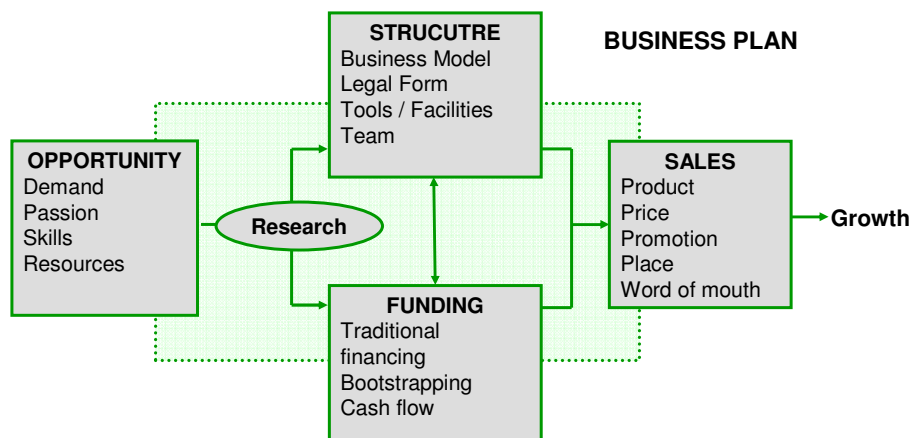 STRUCUTRE
Business Model
Legal Form
Tools / Facilities
Team
BUSINESS PLAN
OPPORTUNITY
Demand
Passion
Skills
Resources
Research
SALES
Product
Price
Promotion
Place
Word of mouth
Growth
FUNDING
Traditional
financing
Bootstrapping
Cash flow